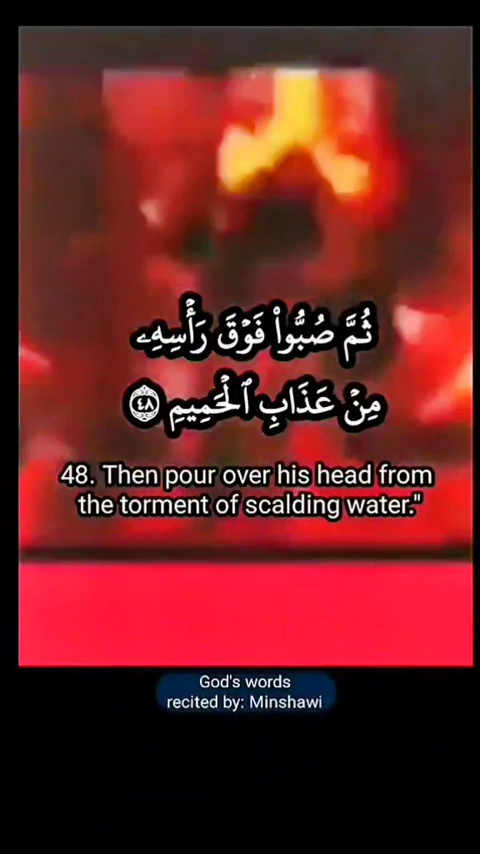 ثُمَّ صُبُّواْ فَوۡقَ رَأۡسِهِۦ
مِنۡ عَذَابِ ٱلۡحَمِيمِ ٤٨
48. Then pour over his head from
the torment of scalding water."
God's words
recited by: Minshawi